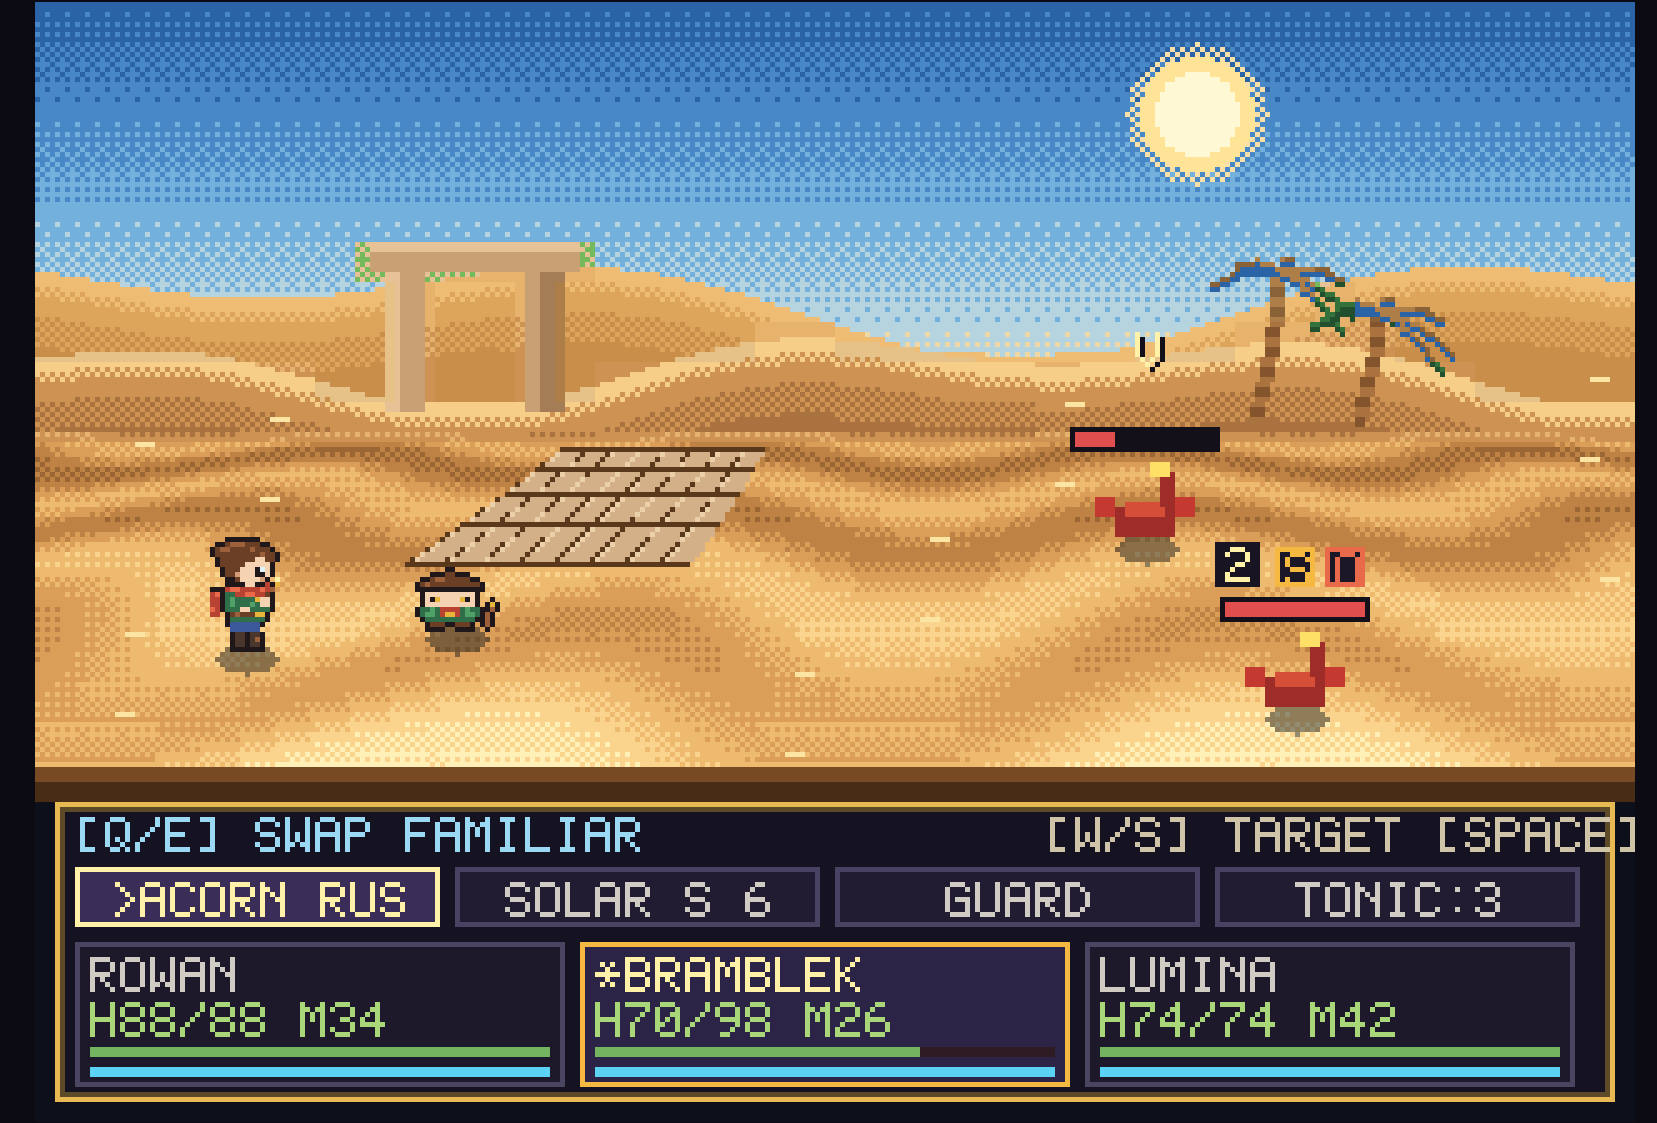 2 S M
[Q/E] SWAP FAMILIAR [W/S] TARGET [SPACE]
>ACORN RUS SOLAR S 6 GUARD TONIC:3
ROWAN *BRAMBLEK LUMINA
H88/88 M34 H70/98 M26 H74/74 M42